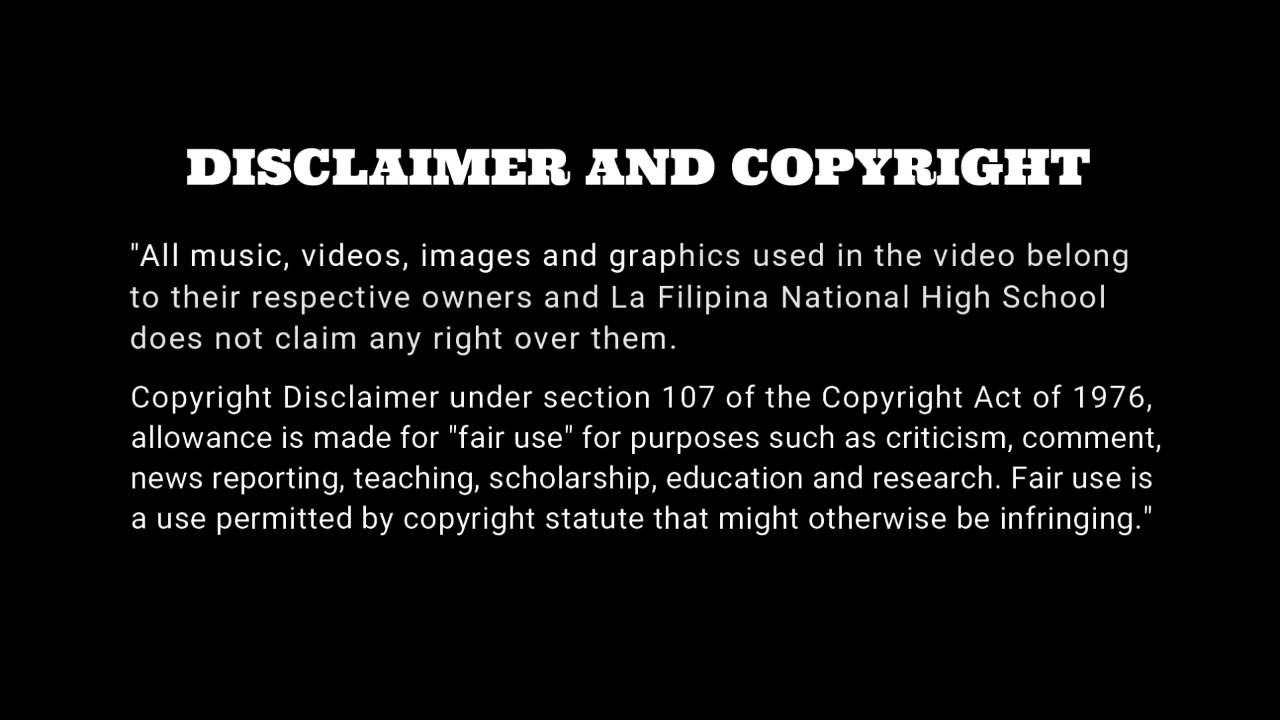 DISCLAIMER AND COPYRIGHT
"All music, videos, images and graphics used in the video belong
to their respective owners and La Filipina National High School
does not claim any right over them.
Copyright Disclaimer under section 107 of the Copyright Act of 1976,
allowance is made for "fair use" for purposes such as criticism, comment,
news reporting, teaching, scholarship, education and research. Fair use is
a use permitted by copyright statute that might otherwise be infringing."